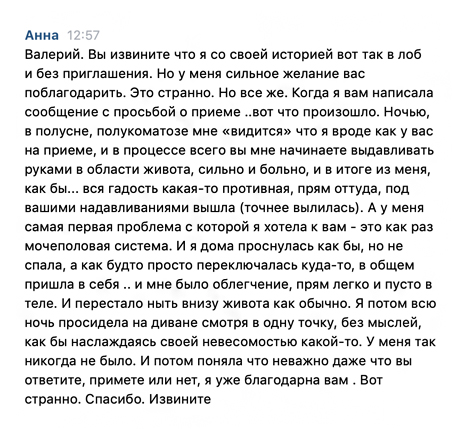 Анна 12:57
Валерий. Вы извините что я со своей историей вот так в лоб
и без приглашения. Но у меня сильное желание вас
поблагодарить. Это странно. Но все же. Когда я вам написала
сообщение с просьбой о приеме ..вот что произошло. Ночью,
в полусне, полукоматозе мне «видится» что я вроде как у вас
на приеме, и в процессе всего вы мне начинаете выдавливать
руками в области живота, сильно и больно, и в итоге из меня,
как бы... вся гадость какая-то противная, прям оттуда, под
вашими надавливаниями вышла (точнее вылилась). А у меня
самая первая проблема с которой я хотела к вам - это как раз
мочеполовая система. И я дома проснулась как бы, но не
спала, а как будто просто переключалась куда-то, в общем
пришла в себя .. и мне было облегчение, прям легко и пусто в
теле. И перестало ныть внизу живота как обычно. Я потом всю
ночь просидела на диване смотря в одну точку, без мыслей,
как бы наслаждаясь своей невесомостью какой-то. У меня так
никогда не было. И потом поняла что неважно даже что вы
ответите, примете или нет, я уже благодарна вам . Вот
странно. Спасибо. Извините